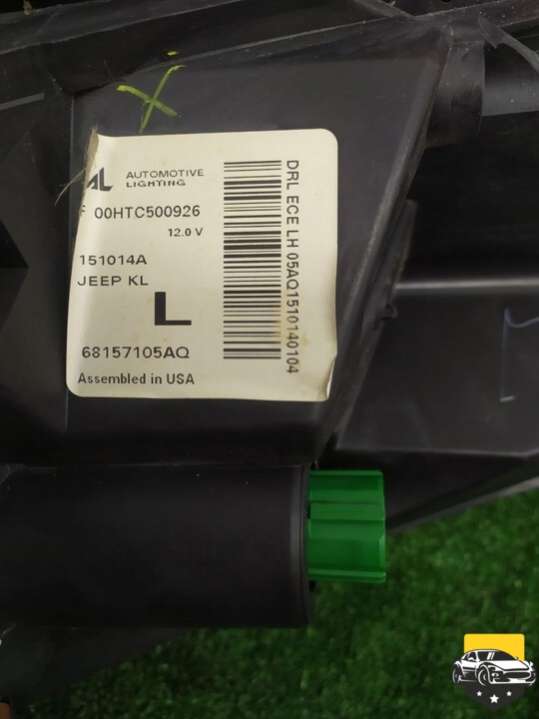 AL AUTOMOTIVE
LIGHTING
F 00HTC500926
12.0 V
151014A
JEEP KL
L
68157105AQ
Assembled in USA
DRL ECE LH 05AQ1510140104